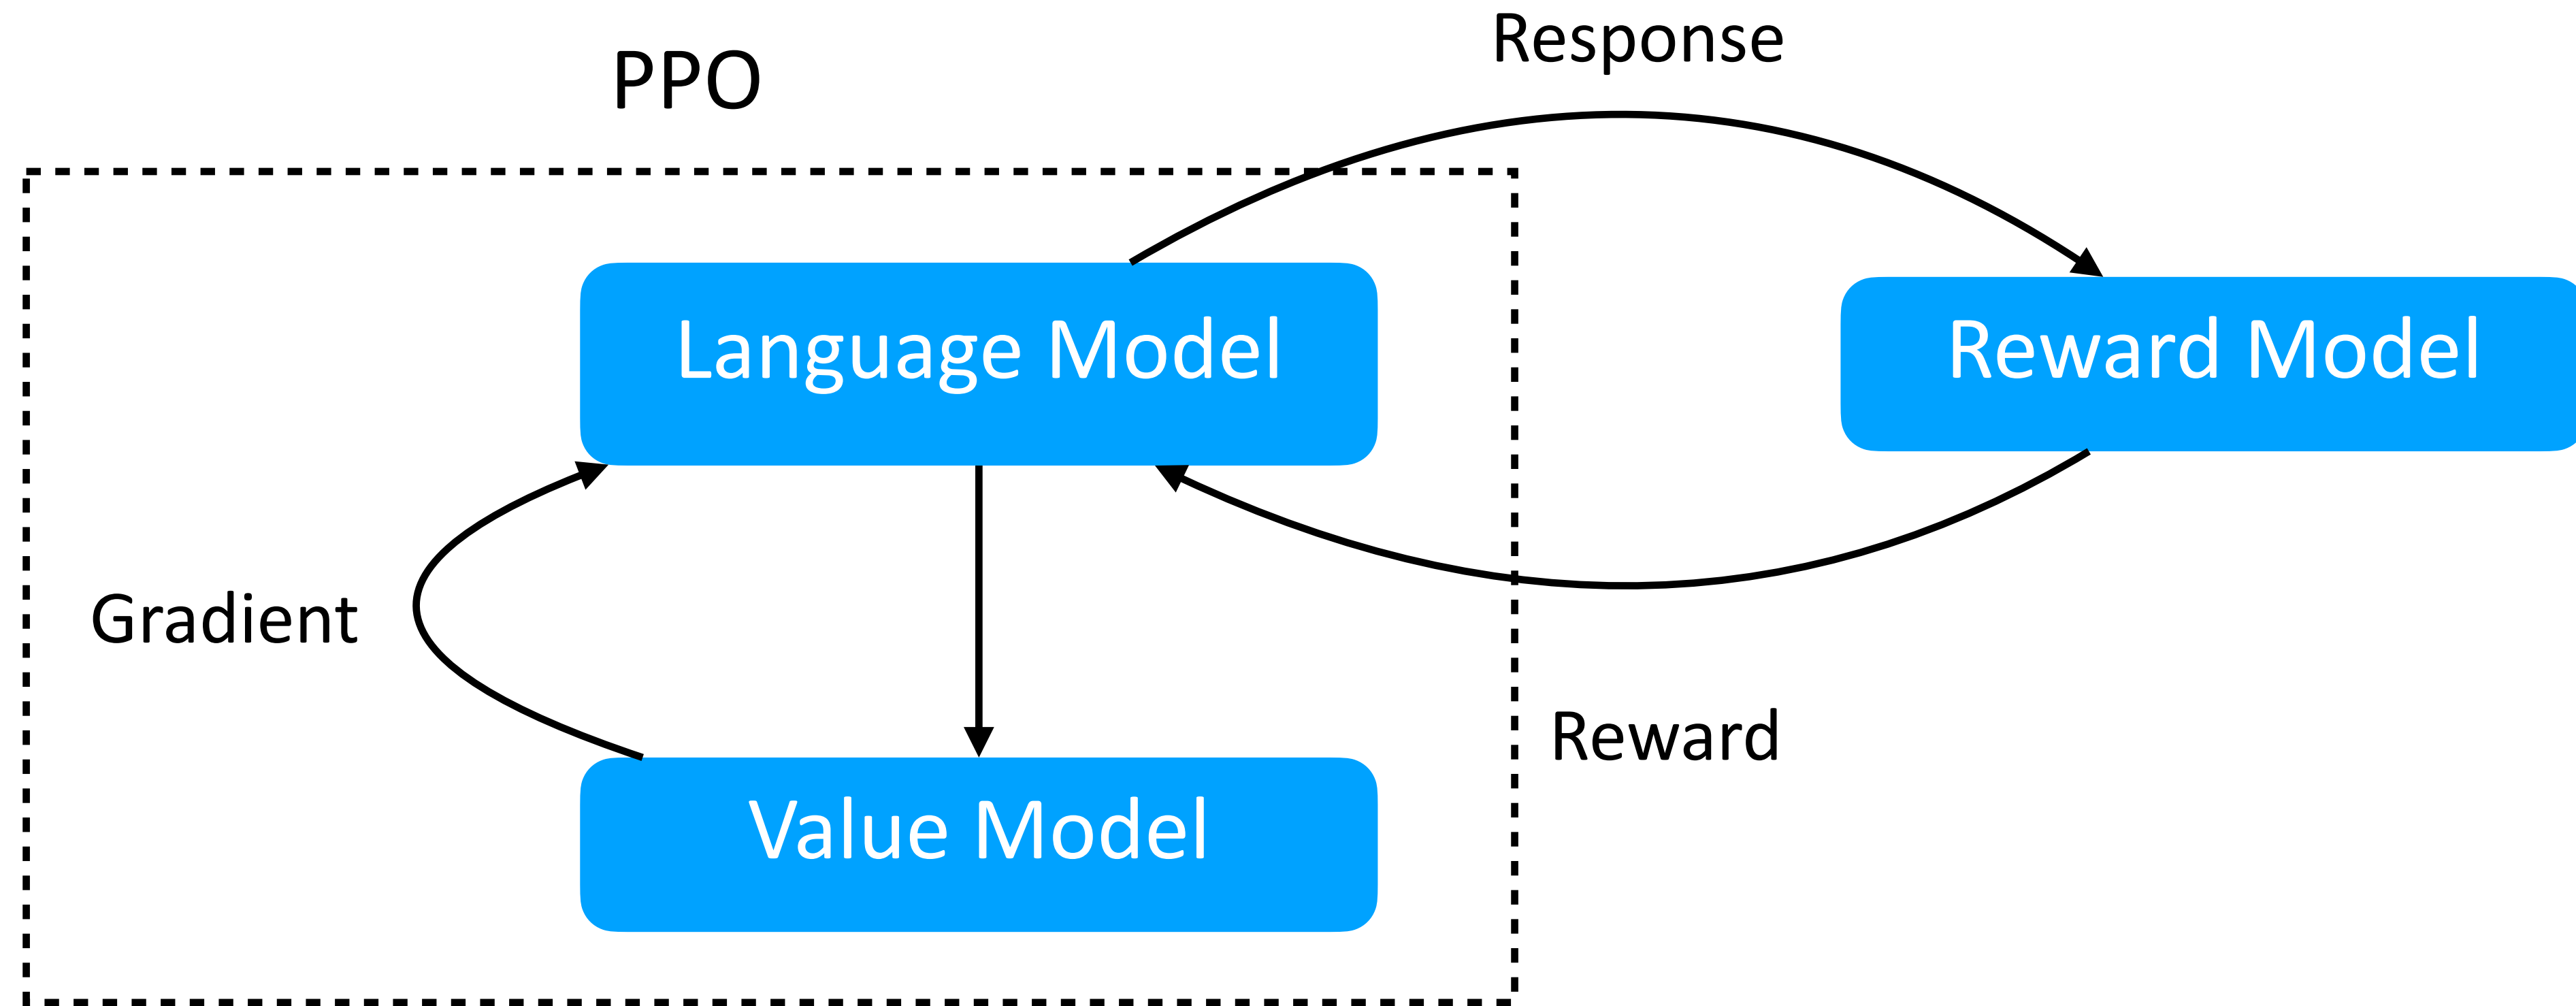 Response
PPO
Language Model
Reward Model
Gradient
Reward
Value Model